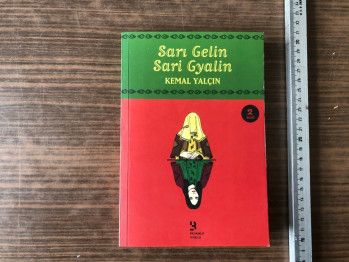 Sarı Gelin
Sari Gyalin
KEMAL YALÇIN
2